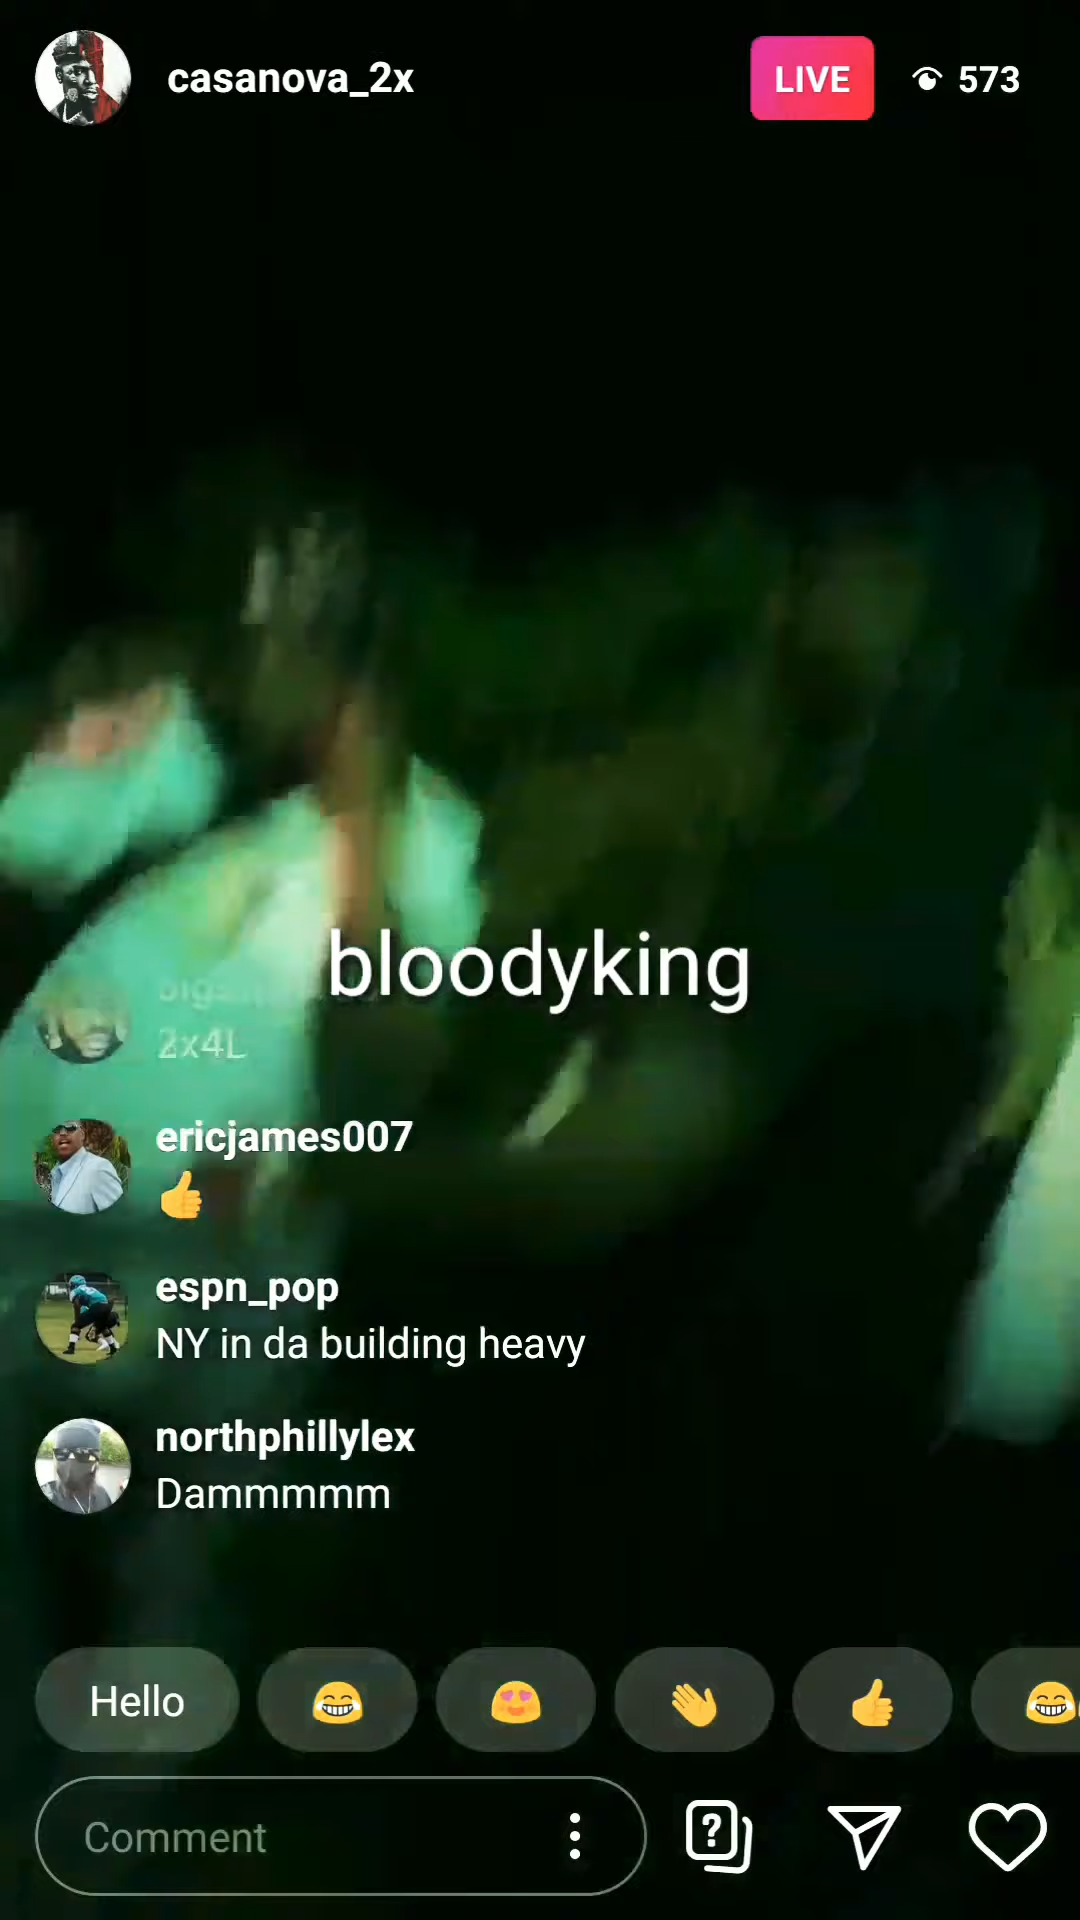 casanova_2x
LIVE
573
bloodyking
2x4L
ericjames007
espn_pop
NY in da building heavy
northphillylex
Dammmmm
Hello
Comment